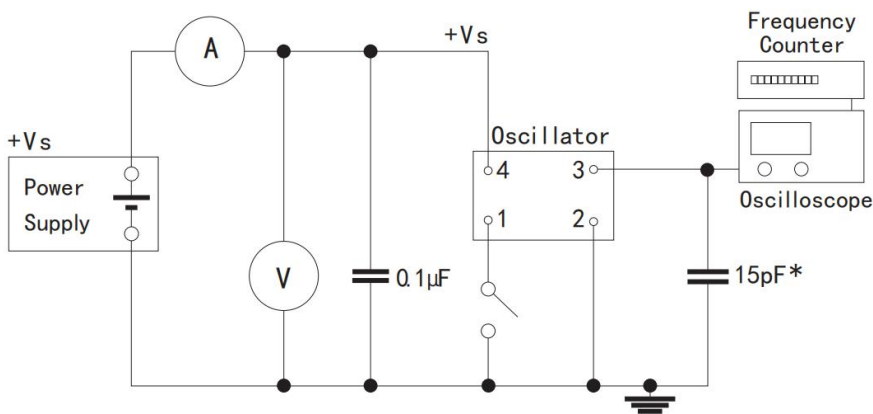 Frequency
Counter
+Vs
A
Oscillator
+Vs
Power
Supply
4
3
1
2
Oscilloscope
V
0.1μF
15pF*